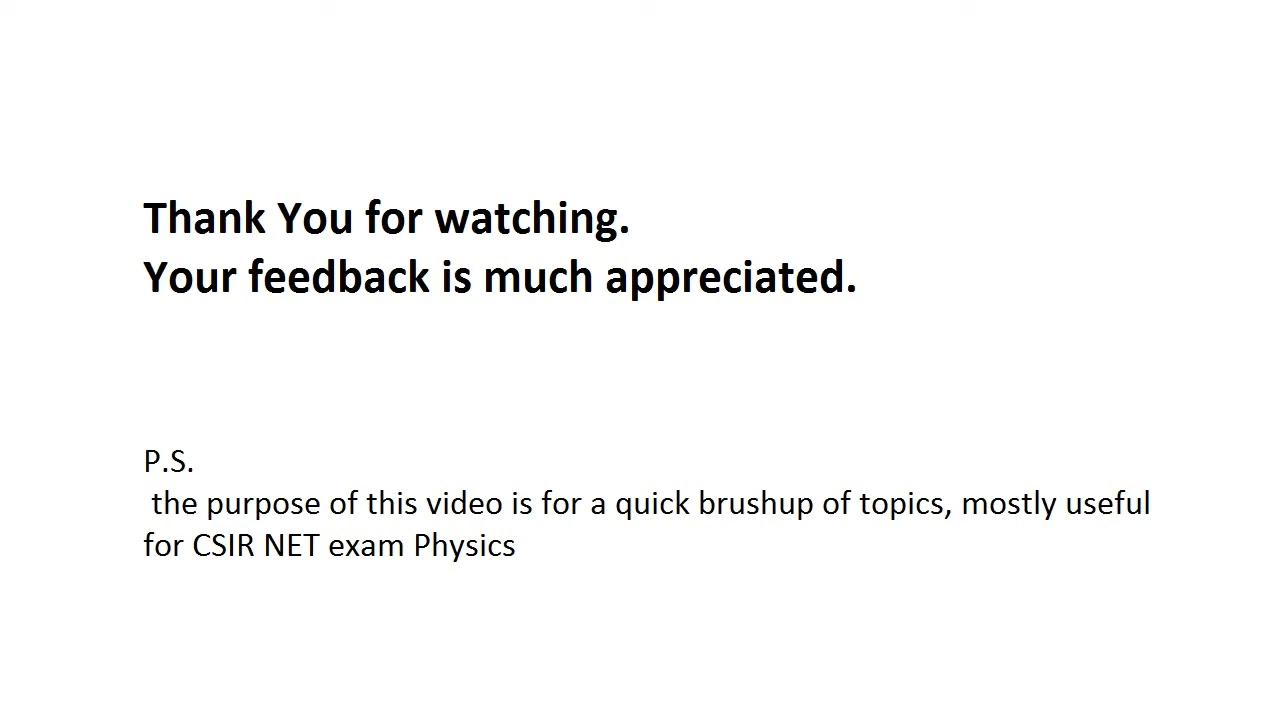 Thank You for watching.
Your feedback is much appreciated.
P.S.
the purpose of this video is for a quick brushup of topics, mostly useful
for CSIR NET exam Physics